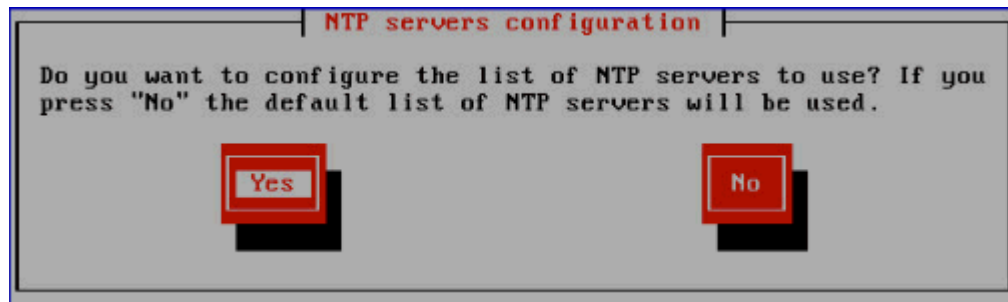 NTP servers configuration
Do you want to configure the list of NTP servers to use? If you
press "No" the default list of NTP servers will be used.
Yes
No